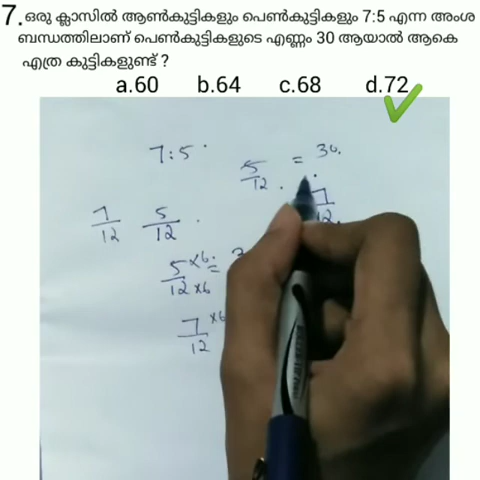 7. ഒരു ക്ലാസിൽ ആൺകുട്ടികളും പെൺകുട്ടികളും 7:5 എന്ന അംശ
ബന്ധത്തിലാണ് പെൺകുട്ടികളുടെ എണ്ണം 30 ആയാൽ ആകെ
എത്ര കുട്ടികളുണ്ട് ?
a.60 b.64 c.68 d.72
7:5
5/12 = 30
7/12
7/12 5/12
5×6/12×6 =
7×6/12